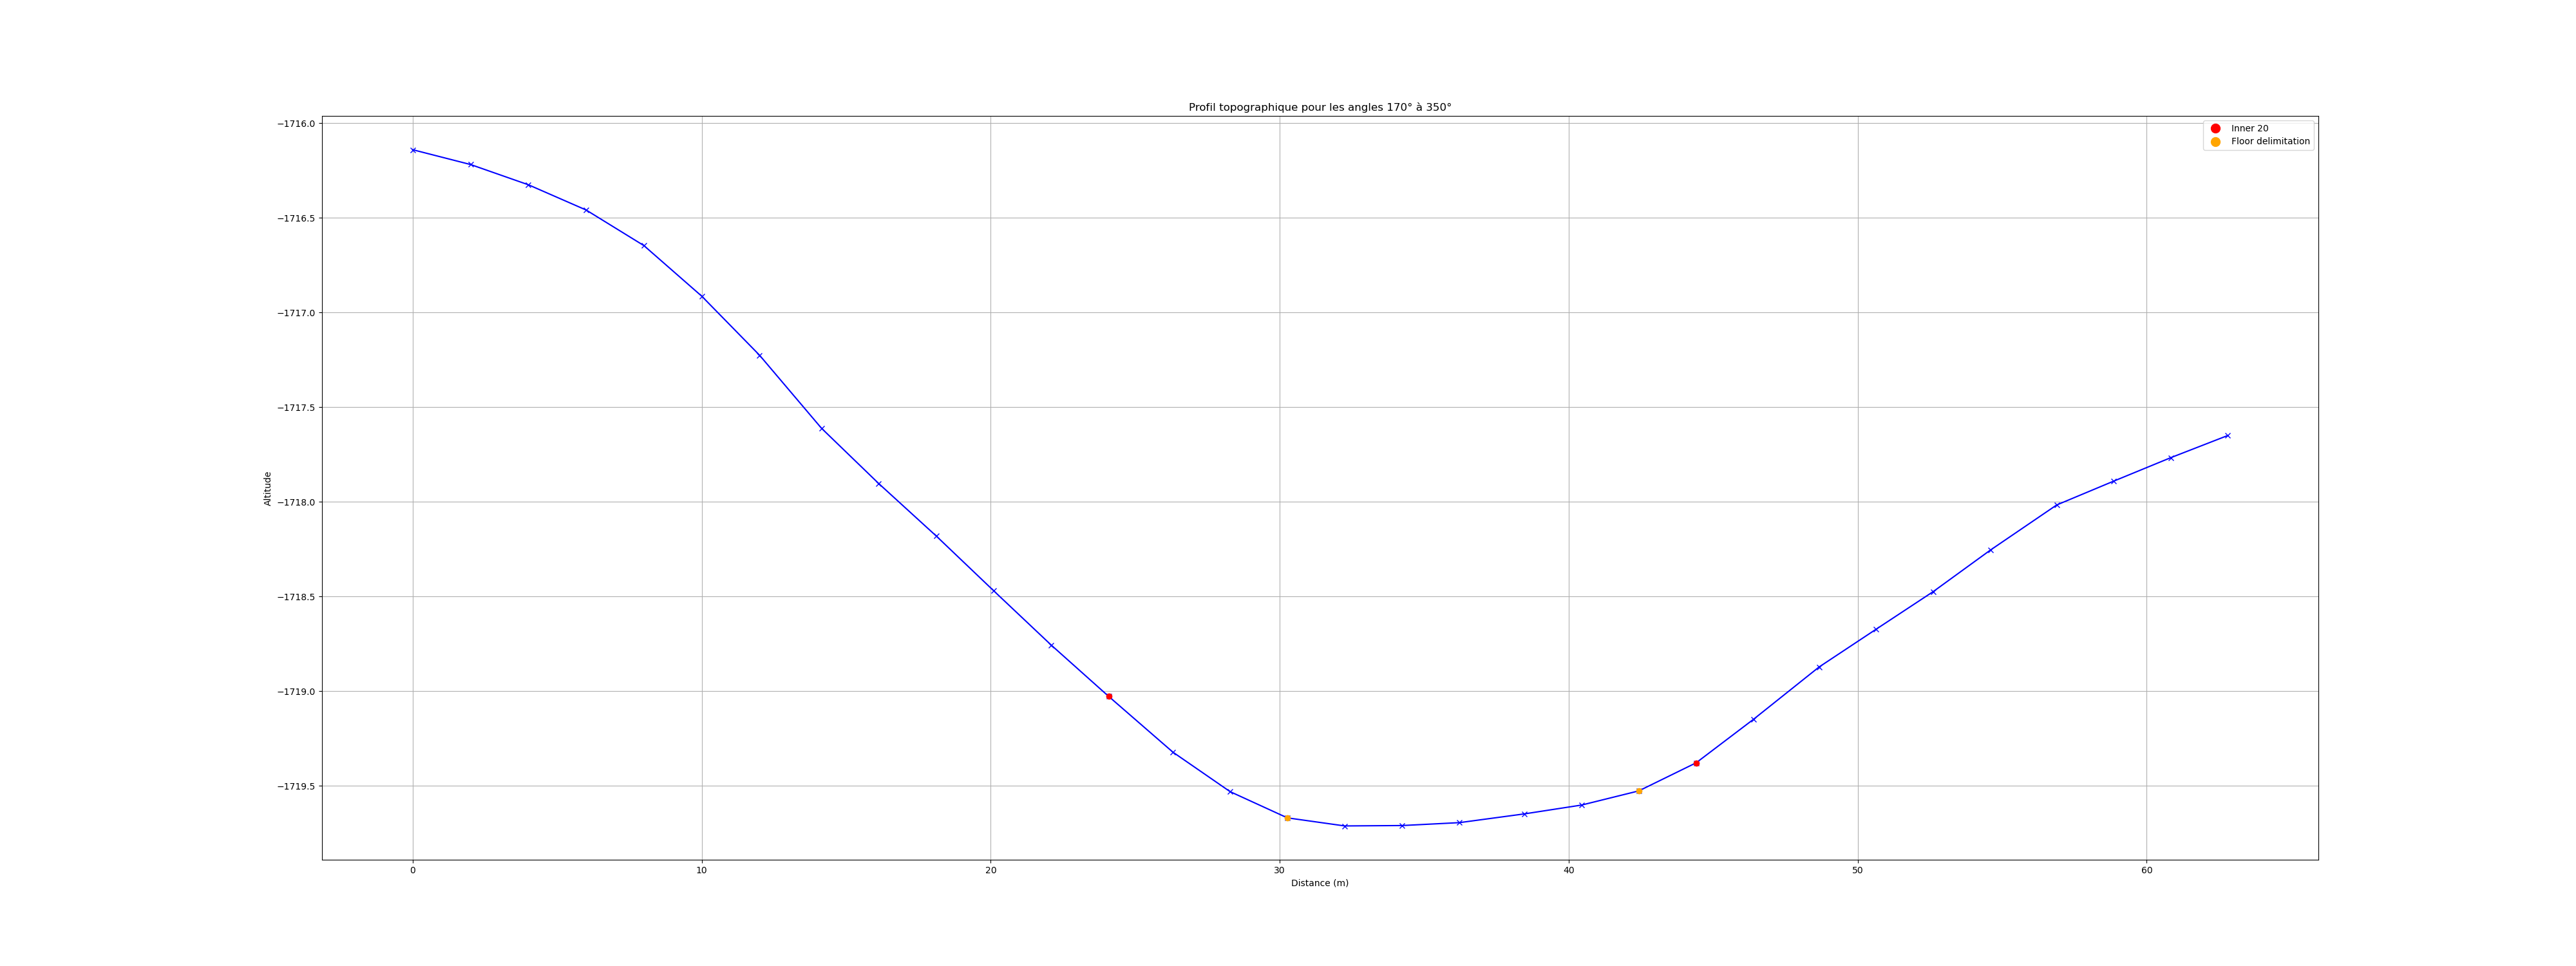 Profil topographique pour les angles 170° à 350°
Inner 20
Floor delimitation
Altitude
−1716.0
−1716.5
−1717.0
−1717.5
−1718.0
−1718.5
−1719.0
−1719.5
0 10 20 30 40 50 60
Distance (m)